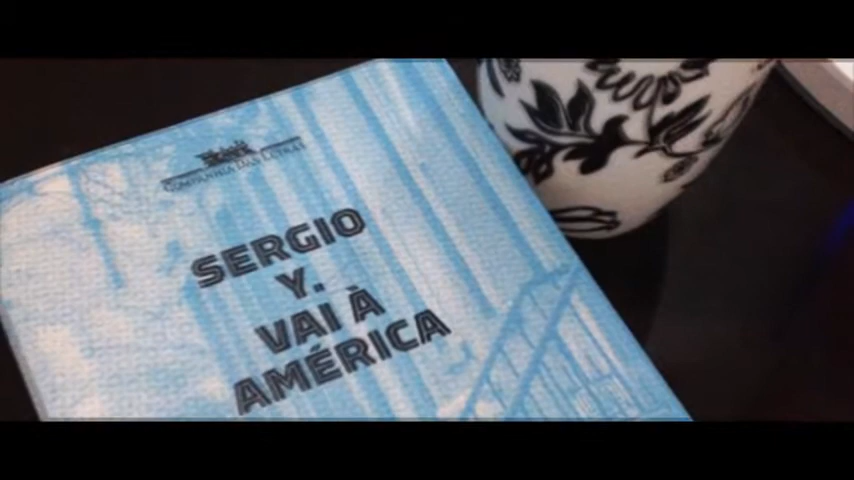 COMPANHIA DAS LETRAS
SERGIO
Y.
VAI À
AMÉRICA